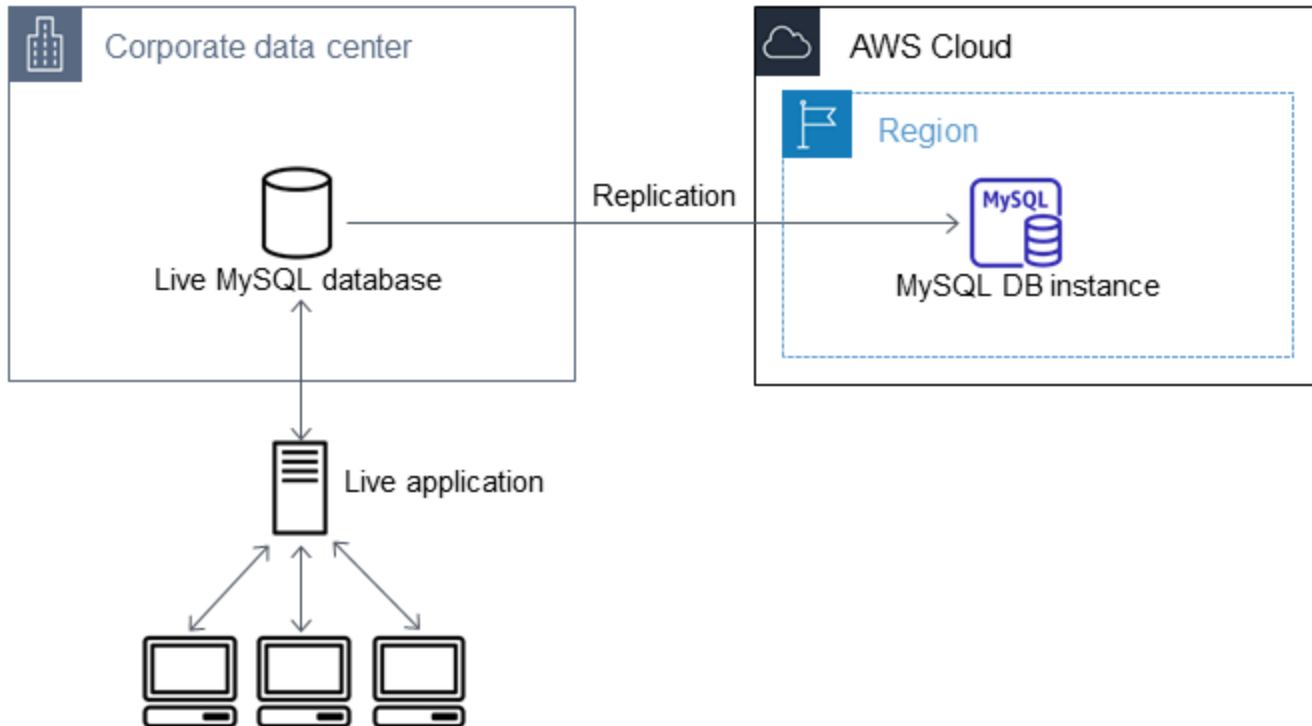 Corporate data center
AWS Cloud
Region
Replication
MySQL
Live MySQL database
MySQL DB instance
Live application